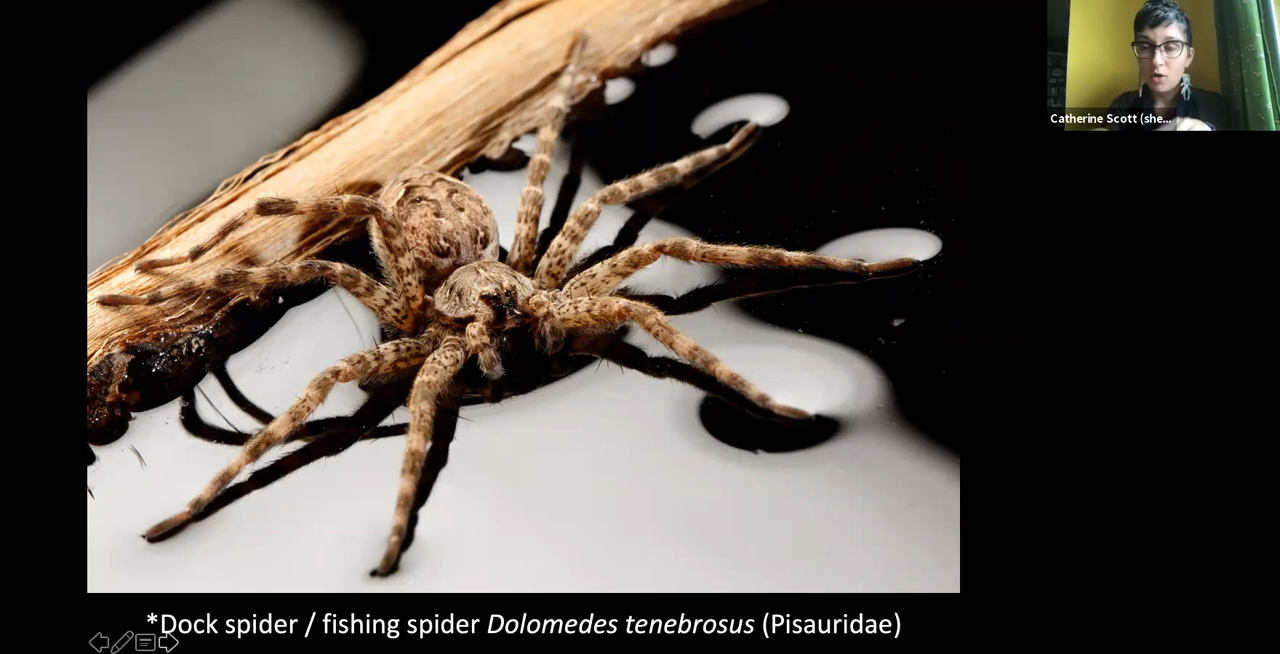 Catherine Scott (she...
*Dock spider / fishing spider Dolomedes tenebrosus (Pisauridae)